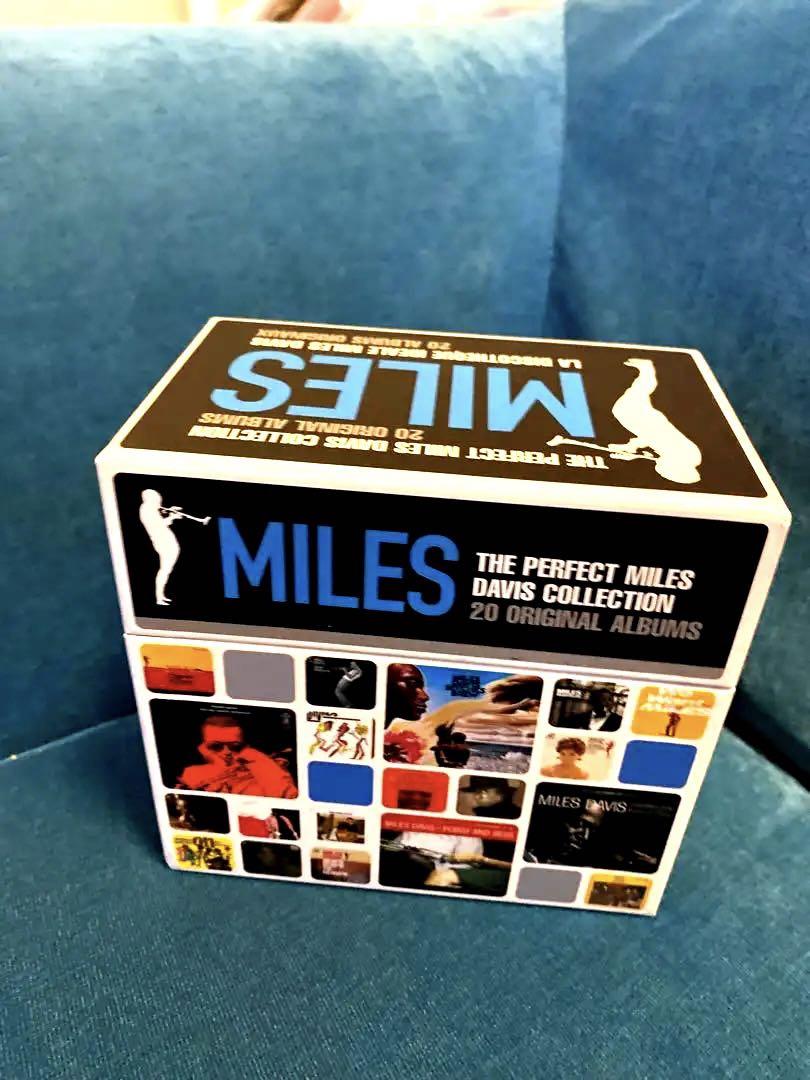 LA DISCOTHEQUE IDEALE MILES DAVIS
20 ALBUMS ORIGINAUX
MILES
THE PERFECT MILES DAVIS COLLECTION
20 ORIGINAL ALBUMS
MILES
THE PERFECT MILES
DAVIS COLLECTION
20 ORIGINAL ALBUMS
MILES
MILES DAVIS
MILES DAVIS - PORGY AND BESS